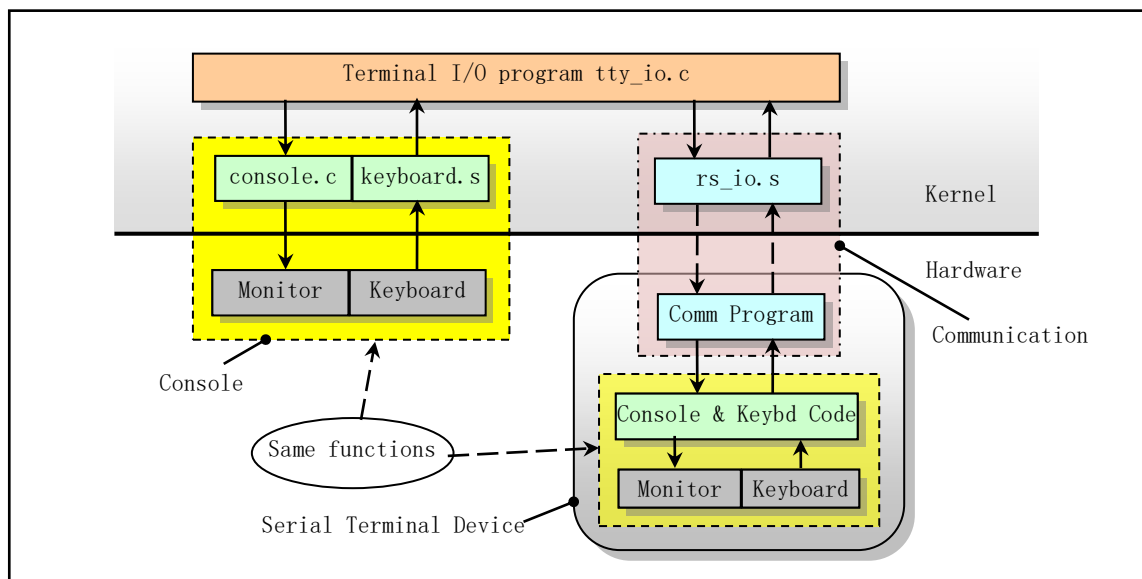 Terminal I/O program tty_io.c
console.c
keyboard.s
rs_io.s
Kernel
Hardware
Monitor
Keyboard
Comm Program
Communication
Console
Console & Keybd Code
Same functions
Monitor
Keyboard
Serial Terminal Device